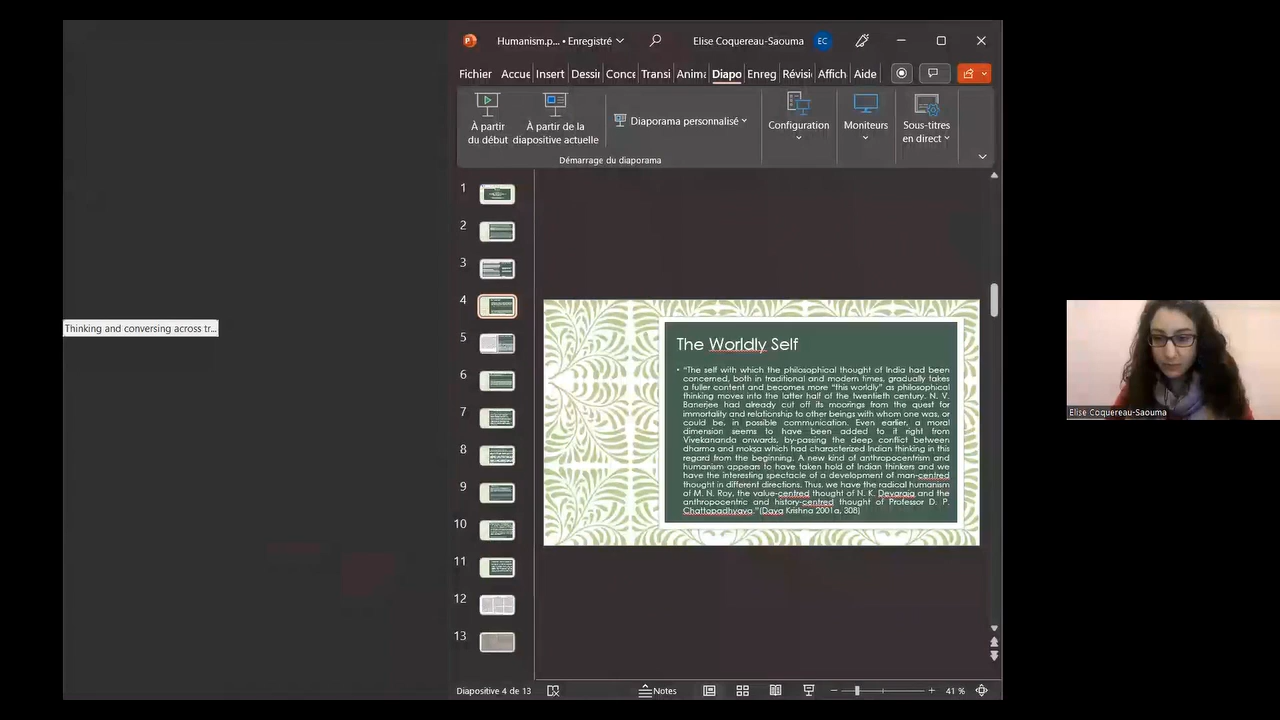 Humanism.p... • Enregistré
Elise Coquereau-Saouma
EC
Fichier Accue Insert Dessin Conce Transi Anima Diapo Enreg Révisi Affich Aide
À partir du début
À partir de la diapositive actuelle
Diaporama personnalisé
Configuration
Moniteurs
Sous-titres en direct
Démarrage du diaporama
1
2
3
4
5
6
7
8
9
10
11
12
13
Thinking and conversing across tr...
The Worldly Self
• "The self with which the philosophical thought of India had been
concerned, both in traditional and modern times, gradually takes
a fuller content and becomes more "this worldly" as philosophical
thinking moves into the latter half of the twentieth century. N. V.
Banerjee had already cut off its moorings from the quest for
immortality and relationship to other beings with whom one was, or
could be, in possible communication. Even earlier, a moral
dimension seems to have been added to it right from
Vivekananda onwards, by-passing the deep conflict between
dharma and mokṣa which had characterized Indian thinking in this
regard from the beginning. A new kind of anthropocentrism and
humanism appears to have taken hold of Indian thinkers and we
have the interesting spectacle of a development of man-centred
thought in different directions. Thus, we have the radical humanism
of M. N. Roy, the value-centred thought of N. K. Devaraja and the
anthropocentric and history-centred thought of Professor D. P.
Chattopadhyaya."(Daya Krishna 2001a, 308)
Elise Coquereau-Saouma
Diapositive 4 de 13
Notes
41 %